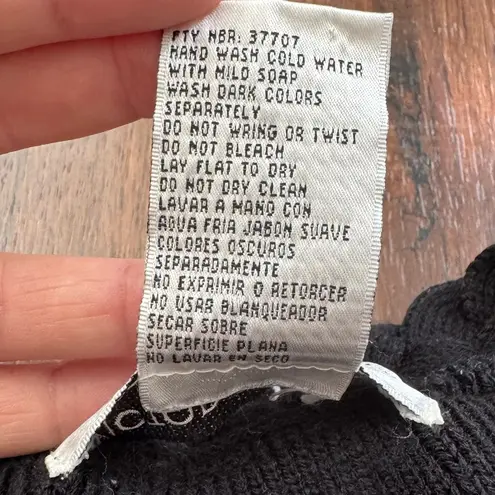 FTY NBR: 37707
HAND WASH COLD WATER
WITH MILD SOAP
WASH DARK COLORS
SEPARATELY
DO NOT WRING OR TWIST
DO NOT BLEACH
LAY FLAT TO DRY
DO NOT DRY CLEAN
LAVAR A MANO CON
AGUA FRIA JABON SUAVE
COLORES OSCUROS
SEPARADAMENTE
NO EXPRIMIR O RETORCER
NO USAR BLANQUEADOR
SECAR SOBRE
SUPERFICIE PLANA
NO LAVAR EN SECO